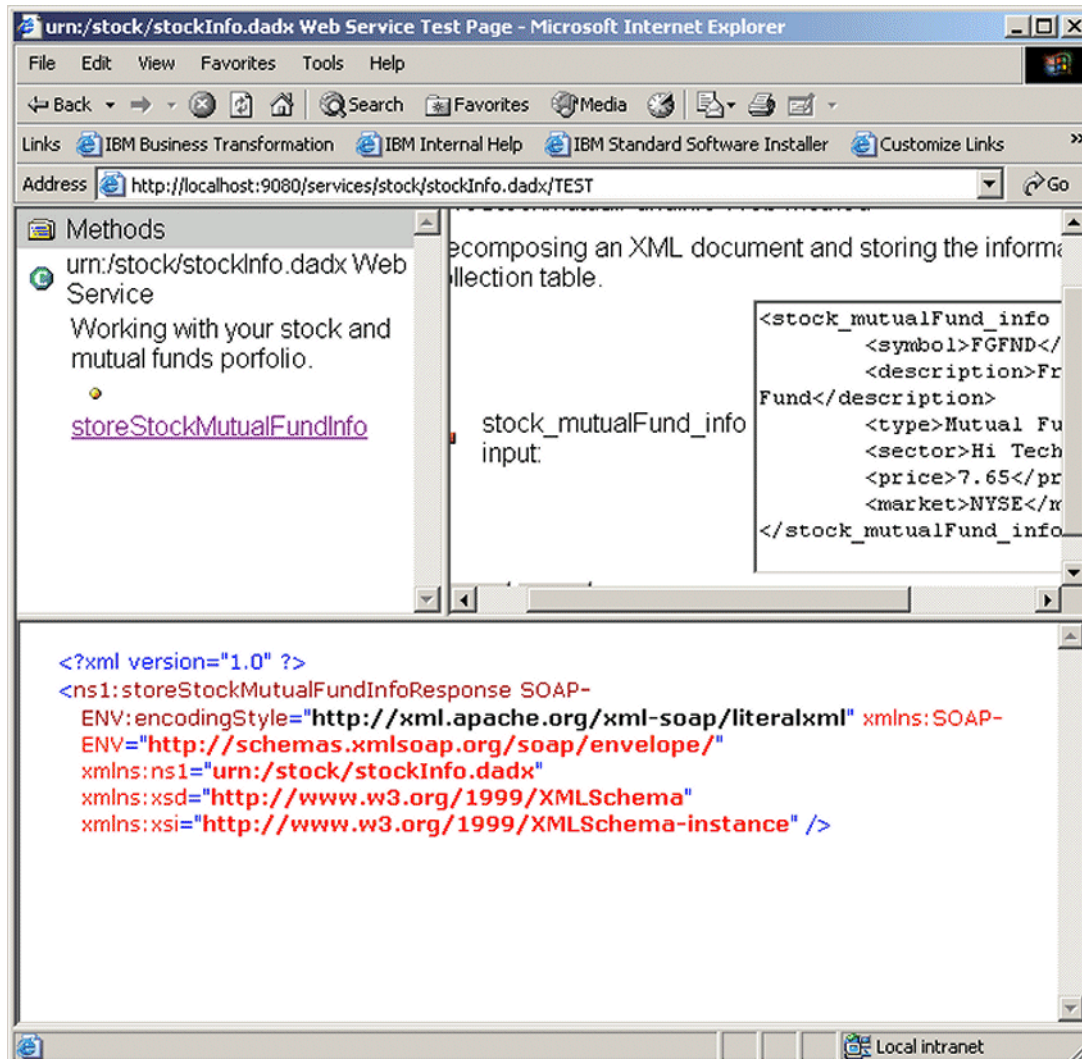 urn:/stock/stockInfo.dadx Web Service Test Page - Microsoft Internet Explorer
File Edit View Favorites Tools Help
Back Search Favorites Media
Links IBM Business Transformation IBM Internal Help IBM Standard Software Installer Customize Links »
Address http://localhost:9080/services/stock/stockInfo.dadx/TEST Go
Methods
urn:/stock/stockInfo.dadx Web
Service
Working with your stock and
mutual funds porfolio.
storeStockMutualFundInfo
ecomposing an XML document and storing the informa
llection table.
stock_mutualFund_info
input:
<stock_mutualFund_info
<symbol>FGFND</
<description>Fr
Fund</description>
<type>Mutual Fu
<sector>Hi Tech
<price>7.65</pr
<market>NYSE</m
</stock_mutualFund_info
<?xml version="1.0" ?>
<ns1:storeStockMutualFundInfoResponse SOAP-
ENV:encodingStyle="http://xml.apache.org/xml-soap/literalxml" xmlns:SOAP-
ENV="http://schemas.xmlsoap.org/soap/envelope/"
xmlns:ns1="urn:/stock/stockInfo.dadx"
xmlns:xsd="http://www.w3.org/1999/XMLSchema"
xmlns:xsi="http://www.w3.org/1999/XMLSchema-instance" />
Local intranet